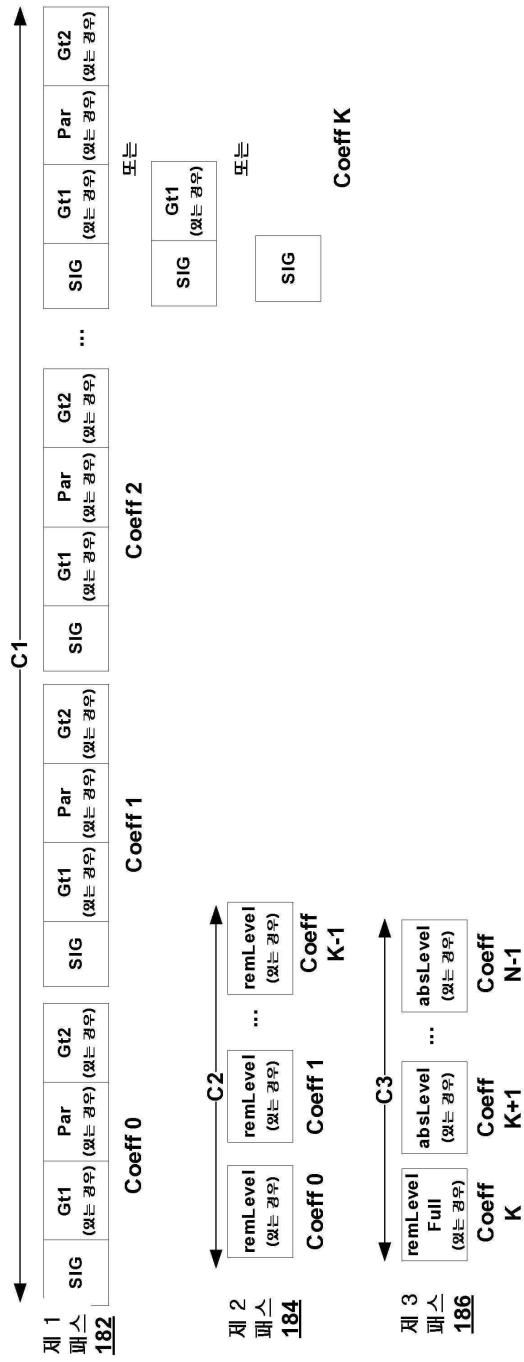 C1
제 1
패스
182
SIG
Gt1
(있는 경우)
Par
(있는 경우)
Gt2
(있는 경우)
Coeff 0
SIG
Gt1
(있는 경우)
Par
(있는 경우)
Gt2
(있는 경우)
Coeff 1
SIG
Gt1
(있는 경우)
Par
(있는 경우)
Gt2
(있는 경우)
Coeff 2
...
SIG
Gt1
(있는 경우)
Par
(있는 경우)
Gt2
(있는 경우)
또는
SIG
Gt1
(있는 경우)
또는
SIG
Coeff K
C2
제 2
패스
184
remLevel
(있는 경우)
Coeff 0
remLevel
(있는 경우)
Coeff 1
...
remLevel
(있는 경우)
Coeff
K-1
C3
제 3
패스
186
remLevel
Full
(있는 경우)
Coeff
K
absLevel
(있는 경우)
Coeff
K+1
...
absLevel
(있는 경우)
Coeff
N-1